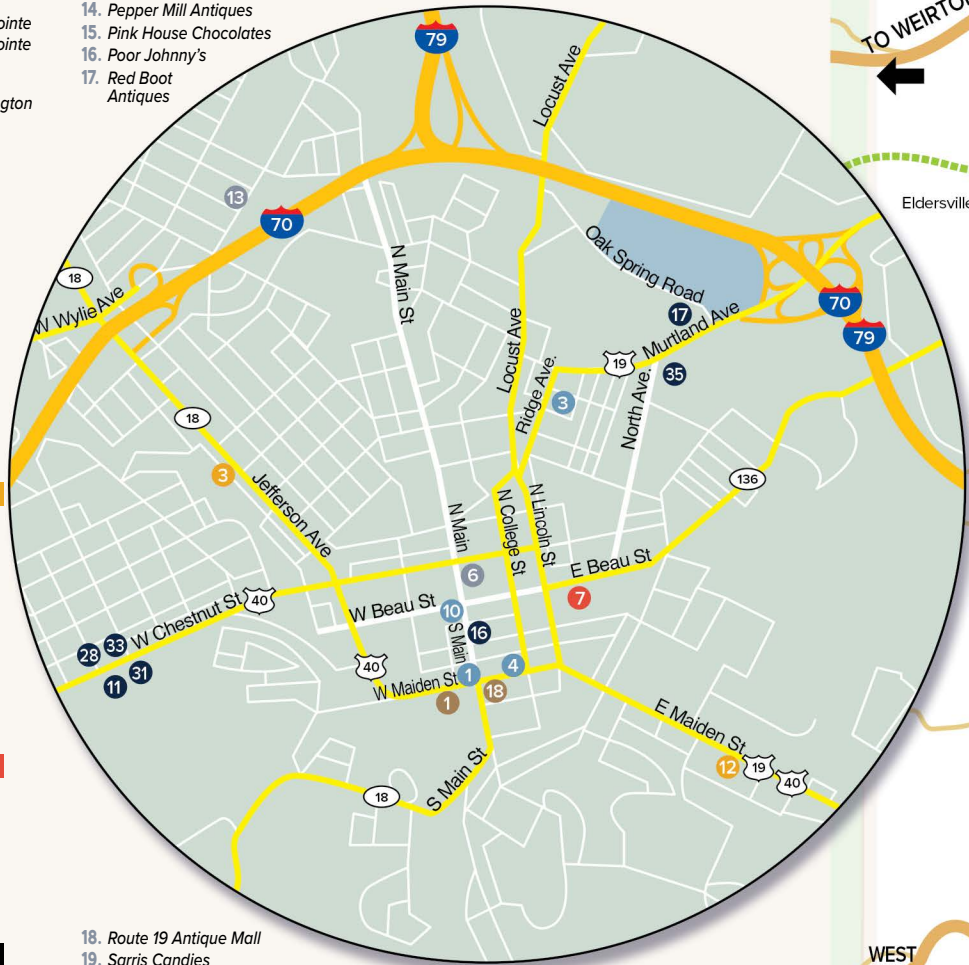 ointe
ointe
gton
14. Pepper Mill Antiques
15. Pink House Chocolates
16. Poor Johnny's
17. Red Boot
Antiques
TO WEIRTO
79
Locust Ave
13
70
Eldersville
18
W Wylie Ave
N Main St
Oak Spring Road
17
70
79
Murtland Ave
19
35
Locust Ave
Ridge Ave.
3
North Ave.
18
3
Jefferson Ave
136
N Main
N College St
N Lincoln St
E Beau St
6
7
40
W Chestnut St
W Beau St
10
S Main
16
28
33
31
11
40
W Maiden St
1
4
1
18
E Maiden St
12
19
40
S Main St
18
18. Route 19 Antique Mall
19. Sarris Candies
WEST